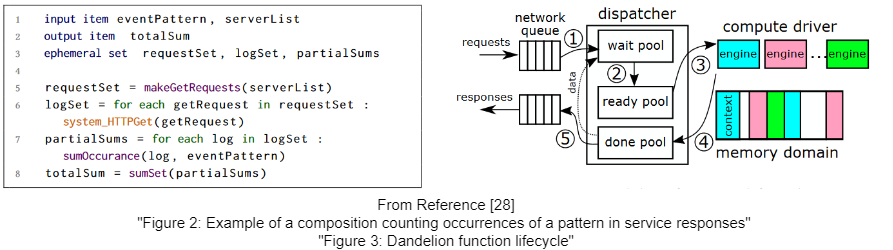 1 input item eventPattern, serverList
2 output item totalSum
3 ephemeral set requestSet, logSet, partialSums
4
5 requestSet = makeGetRequests(serverList)
6 logSet = for each getRequest in requestSet :
system_HTTPGet(getRequest)
7 partialSums = for each log in logSet :
sumOccurance(log, eventPattern)
8 totalSum = sumSet(partialSums)
network
queue
requests
responses
①
dispatcher
wait pool
②
ready pool
data
done pool
⑤
③
④
compute driver
engine
engine
...
engine
context
memory domain
From Reference [28]
"Figure 2: Example of a composition counting occurrences of a pattern in service responses"
"Figure 3: Dandelion function lifecycle"